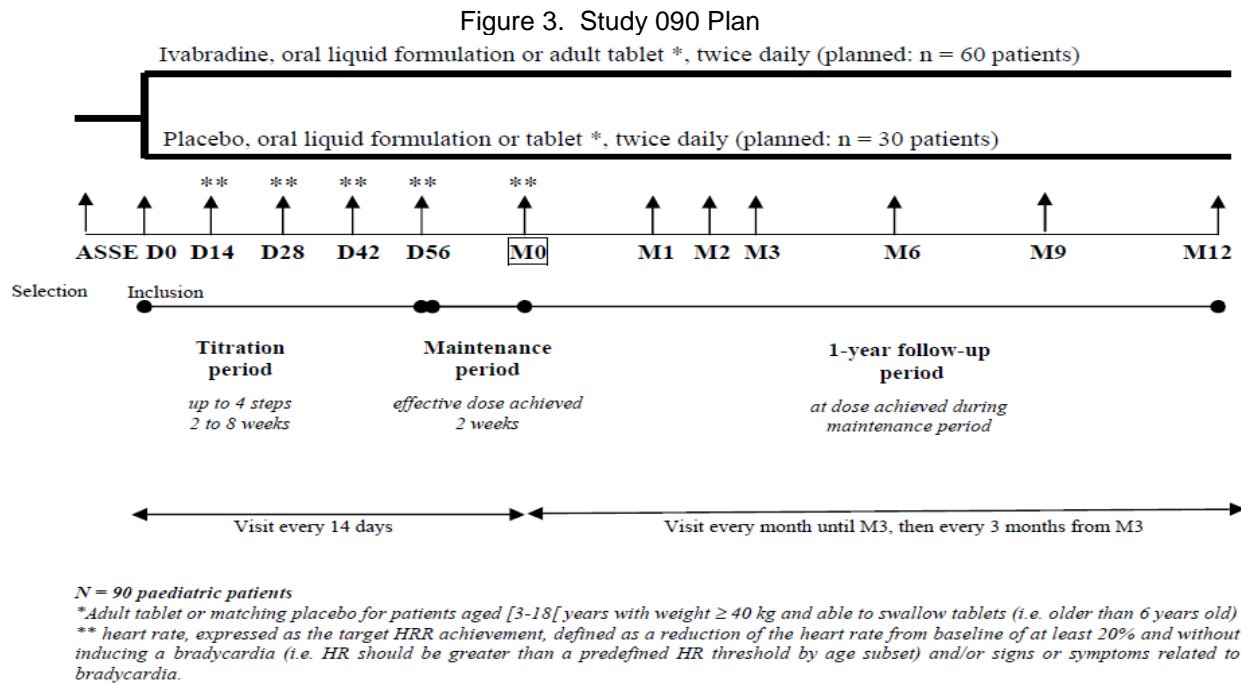 Figure 3.  Study 090 Plan
Ivabradine, oral liquid formulation or adult tablet *, twice daily (planned: n = 60 patients)
Placebo, oral liquid formulation or tablet *, twice daily (planned: n = 30 patients)
** ** ** ** **
ASSE D0 D14 D28 D42 D56 M0 M1 M2 M3 M6 M9 M12
Selection Inclusion
Titration period
up to 4 steps
2 to 8 weeks
Maintenance period
effective dose achieved
2 weeks
1-year follow-up period
at dose achieved during
maintenance period
Visit every 14 days
Visit every month until M3, then every 3 months from M3
N = 90 paediatric patients
*Adult tablet or matching placebo for patients aged [3-18[ years with weight ≥ 40 kg and able to swallow tablets (i.e. older than 6 years old)
** heart rate, expressed as the target HRR achievement, defined as a reduction of the heart rate from baseline of at least 20% and without
inducing a bradycardia (i.e. HR should be greater than a predefined HR threshold by age subset) and/or signs or symptoms related to
bradycardia.